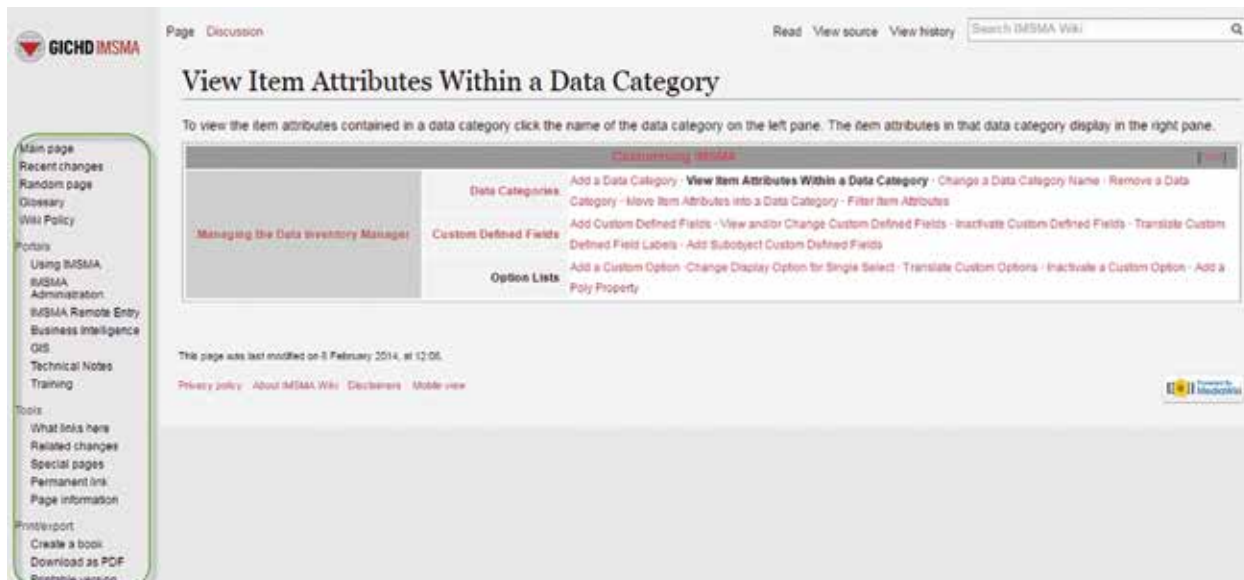 GICHD IMSMA
Page Discussion
Read View source View history
Search IMSMA Wiki
View Item Attributes Within a Data Category
To view the item attributes contained in a data category click the name of the data category on the left pane. The item attributes in that data category display in the right pane.
Main page
Recent changes
Random page
Glossary
Wiki Policy
Portals
Using IMSMA
IMSMA
Administration
IMSMA Remote Entry
Business Intelligence
GIS
Technical Notes
Training
Tools
What links here
Related changes
Special pages
Permanent link
Page information
Print/export
Create a book
Download as PDF
Printable version
Customising IMSMA
Managing the Data Inventory Manager
Data Categories
Add a Data Category · View Item Attributes Within a Data Category · Change a Data Category Name · Remove a Data
Category · Move Item Attributes into a Data Category · Filter Item Attributes
Custom Defined Fields
Add Custom Defined Fields · View and/or Change Custom Defined Fields · Inactivate Custom Defined Fields · Translate Custom
Defined Field Labels · Add Subobject Custom Defined Fields
Option Lists
Add a Custom Option · Change Display Option for Single Select · Translate Custom Options · Inactivate a Custom Option · Add a
Poly Property
This page was last modified on 8 February 2014, at 12:06.
Privacy policy About IMSMA Wiki Disclaimers Mobile view
Powered By
MediaWiki